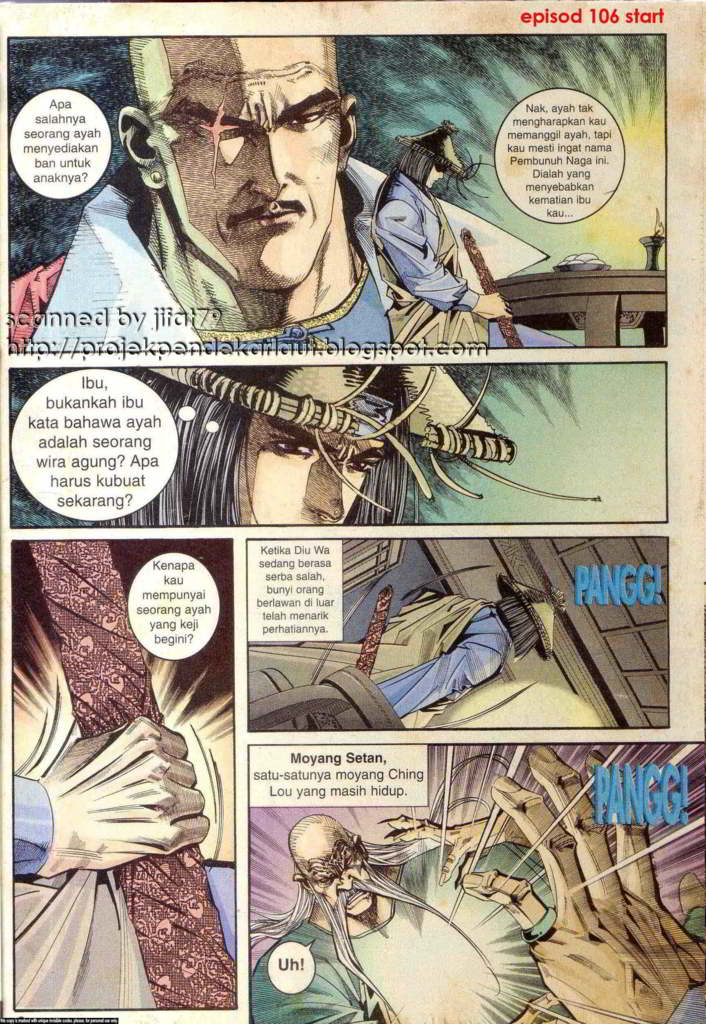 episod 106 start
Apa
salahnya
seorang ayah
menyediakan
ban untuk
anaknya?
Nak, ayah tak
mengharapkan kau
memanggil ayah, tapi
kau mesti ingat nama
Pembunuh Naga ini.
Dialah yang
menyebabkan
kematian ibu
kau...
scanned by jifat79
http://projekpendekarlaut.blogspot.com
Ibu,
bukankah ibu
kata bahawa ayah
adalah seorang
wira agung? Apa
harus kubuat
sekarang?
Kenapa
kau
mempunyai
seorang ayah
yang keji
begini?
Ketika Diu Wa
sedang berasa
serba salah,
bunyi orang
berlawan di luar
telah menarik
perhatiannya.
PANGG!
Moyang Setan,
satu-satunya moyang Ching
Lou yang masih hidup.
PANGG!
Uh!